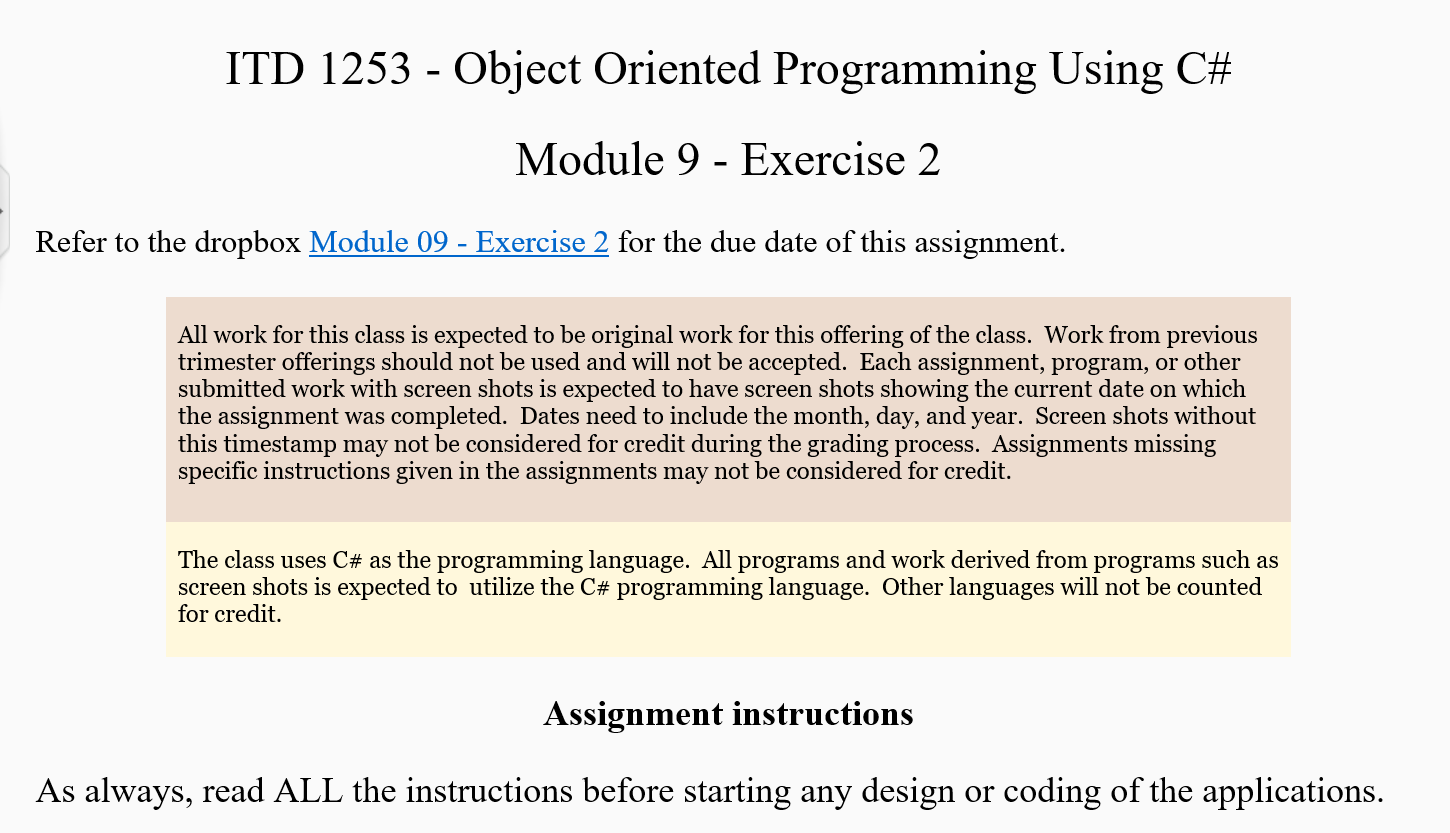 ITD 1253 - Object Oriented Programming Using C#
Module 9 - Exercise 2
Refer to the dropbox Module 09 - Exercise 2 for the due date of this assignment.
All work for this class is expected to be original work for this offering of the class.  Work from previous
trimester offerings should not be used and will not be accepted.  Each assignment, program, or other
submitted work with screen shots is expected to have screen shots showing the current date on which
the assignment was completed.  Dates need to include the month, day, and year.  Screen shots without
this timestamp may not be considered for credit during the grading process.  Assignments missing
specific instructions given in the assignments may not be considered for credit.
The class uses C# as the programming language.  All programs and work derived from programs such as
screen shots is expected to  utilize the C# programming language.  Other languages will not be counted
for credit.
Assignment instructions
As always, read ALL the instructions before starting any design or coding of the applications.